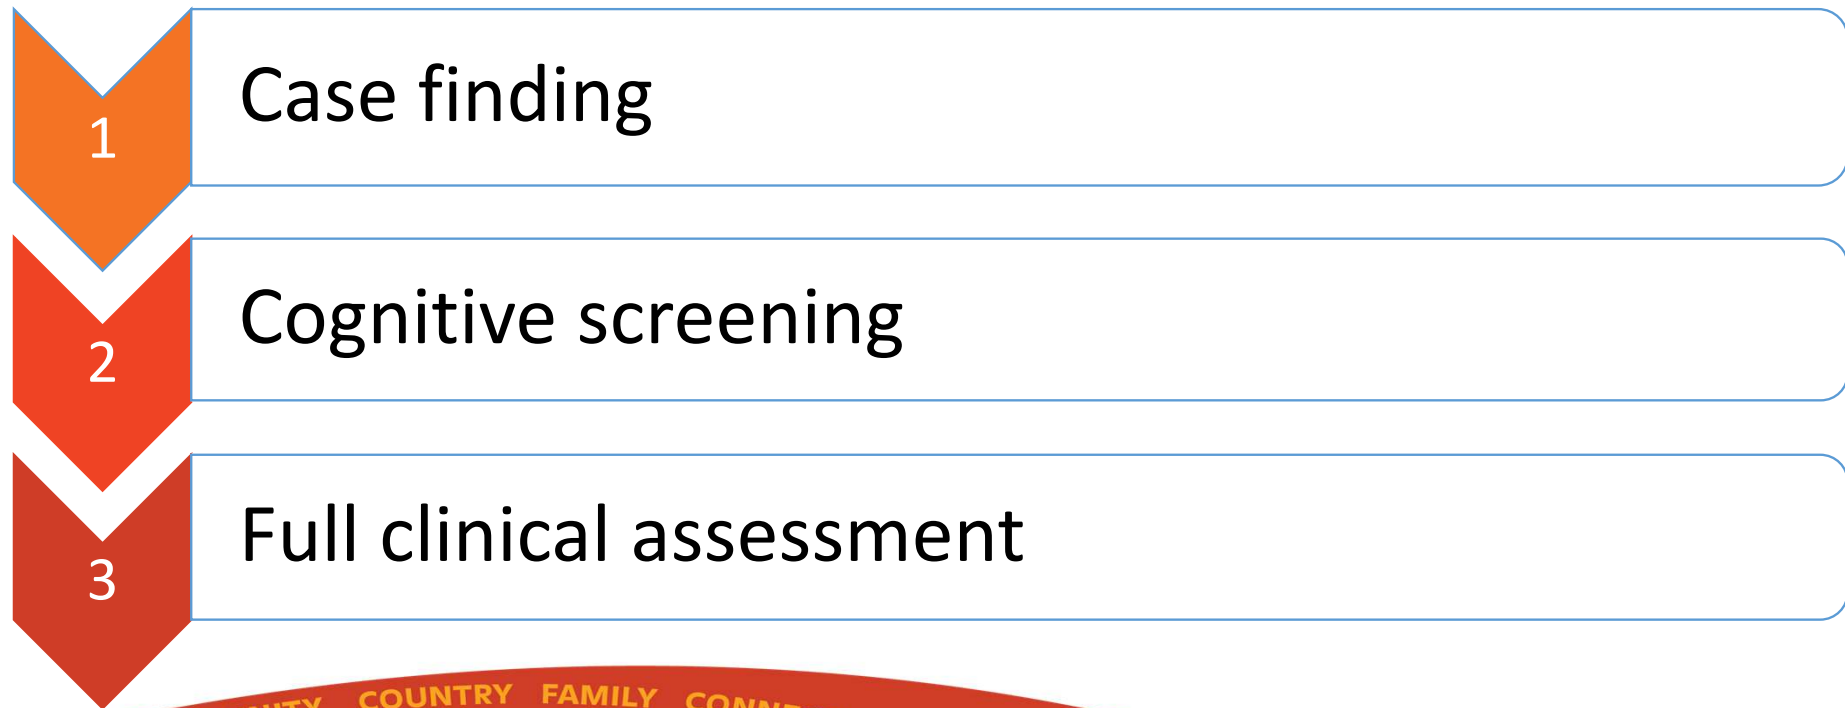 1
Case finding
2
Cognitive screening
3
Full clinical assessment
COUNTRY FAMILY